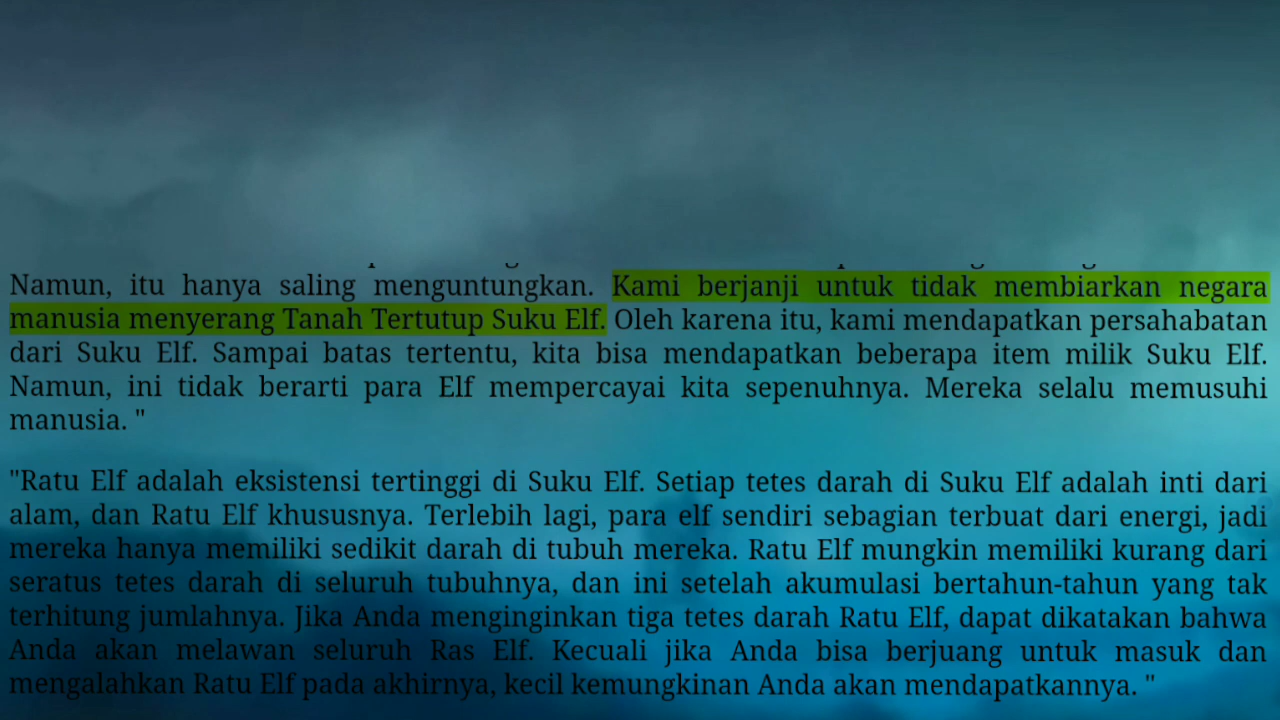 Namun, itu hanya saling menguntungkan. Kami berjanji untuk tidak membiarkan negara
manusia menyerang Tanah Tertutup Suku Elf. Oleh karena itu, kami mendapatkan persahabatan
dari Suku Elf. Sampai batas tertentu, kita bisa mendapatkan beberapa item milik Suku Elf.
Namun, ini tidak berarti para Elf mempercayai kita sepenuhnya. Mereka selalu memusuhi
manusia. "
"Ratu Elf adalah eksistensi tertinggi di Suku Elf. Setiap tetes darah di Suku Elf adalah inti dari
alam, dan Ratu Elf khususnya. Terlebih lagi, para elf sendiri sebagian terbuat dari energi, jadi
mereka hanya memiliki sedikit darah di tubuh mereka. Ratu Elf mungkin memiliki kurang dari
seratus tetes darah di seluruh tubuhnya, dan ini setelah akumulasi bertahun-tahun yang tak
terhitung jumlahnya. Jika Anda menginginkan tiga tetes darah Ratu Elf, dapat dikatakan bahwa
Anda akan melawan seluruh Ras Elf. Kecuali jika Anda bisa berjuang untuk masuk dan
mengalahkan Ratu Elf pada akhirnya, kecil kemungkinan Anda akan mendapatkannya. "